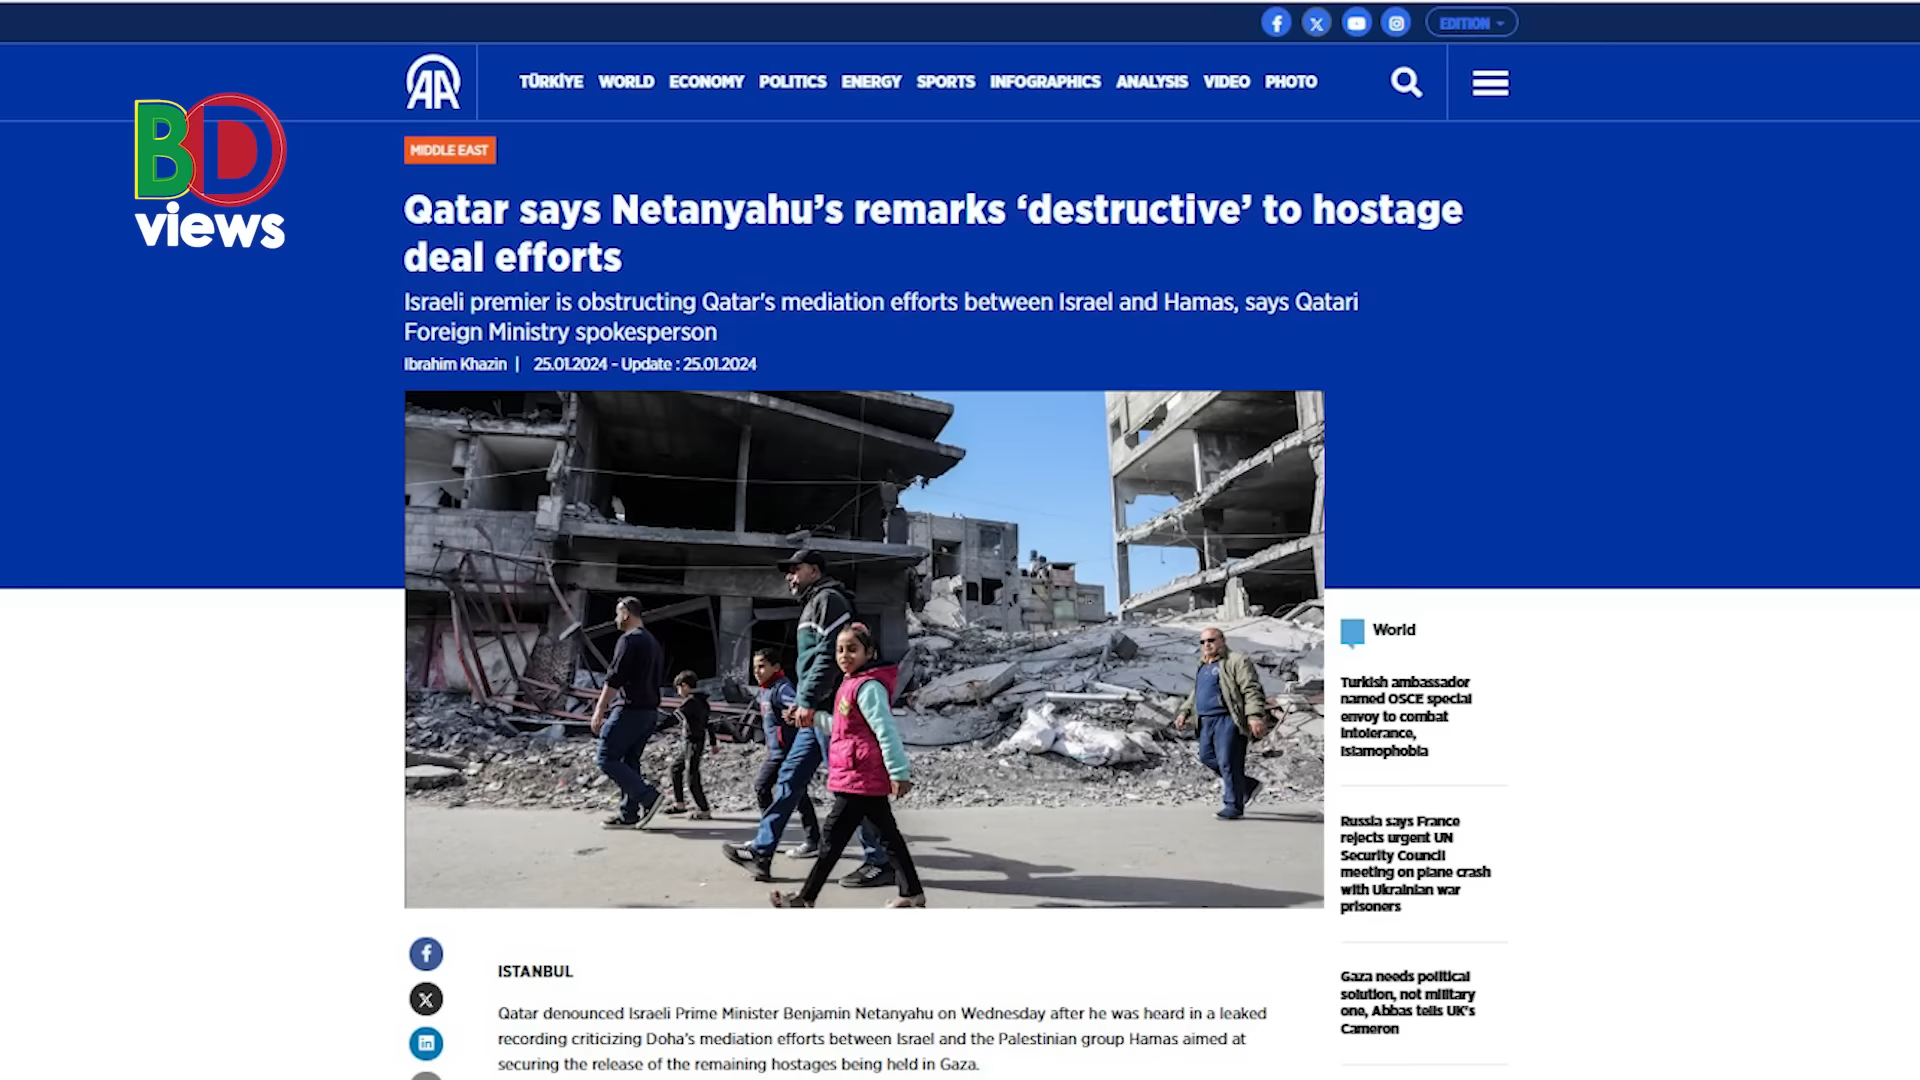 EDITION
AA
TÜRKİYE WORLD ECONOMY POLITICS ENERGY SPORTS INFOGRAPHICS ANALYSIS VIDEO PHOTO
BD
views
MIDDLE EAST
Qatar says Netanyahu’s remarks ‘destructive’ to hostage
deal efforts
Israeli premier is obstructing Qatar's mediation efforts between Israel and Hamas, says Qatari
Foreign Ministry spokesperson
Ibrahim Khazin | 25.01.2024 - Update : 25.01.2024
World
Turkish ambassador
named OSCE special
envoy to combat
intolerance,
Islamophobia
Russia says France
rejects urgent UN
Security Council
meeting on plane crash
with Ukrainian war
prisoners
Gaza needs political
solution, not military
one, Abbas tells UK's
Cameron
ISTANBUL
Qatar denounced Israeli Prime Minister Benjamin Netanyahu on Wednesday after he was heard in a leaked
recording criticizing Doha's mediation efforts between Israel and the Palestinian group Hamas aimed at
securing the release of the remaining hostages being held in Gaza.